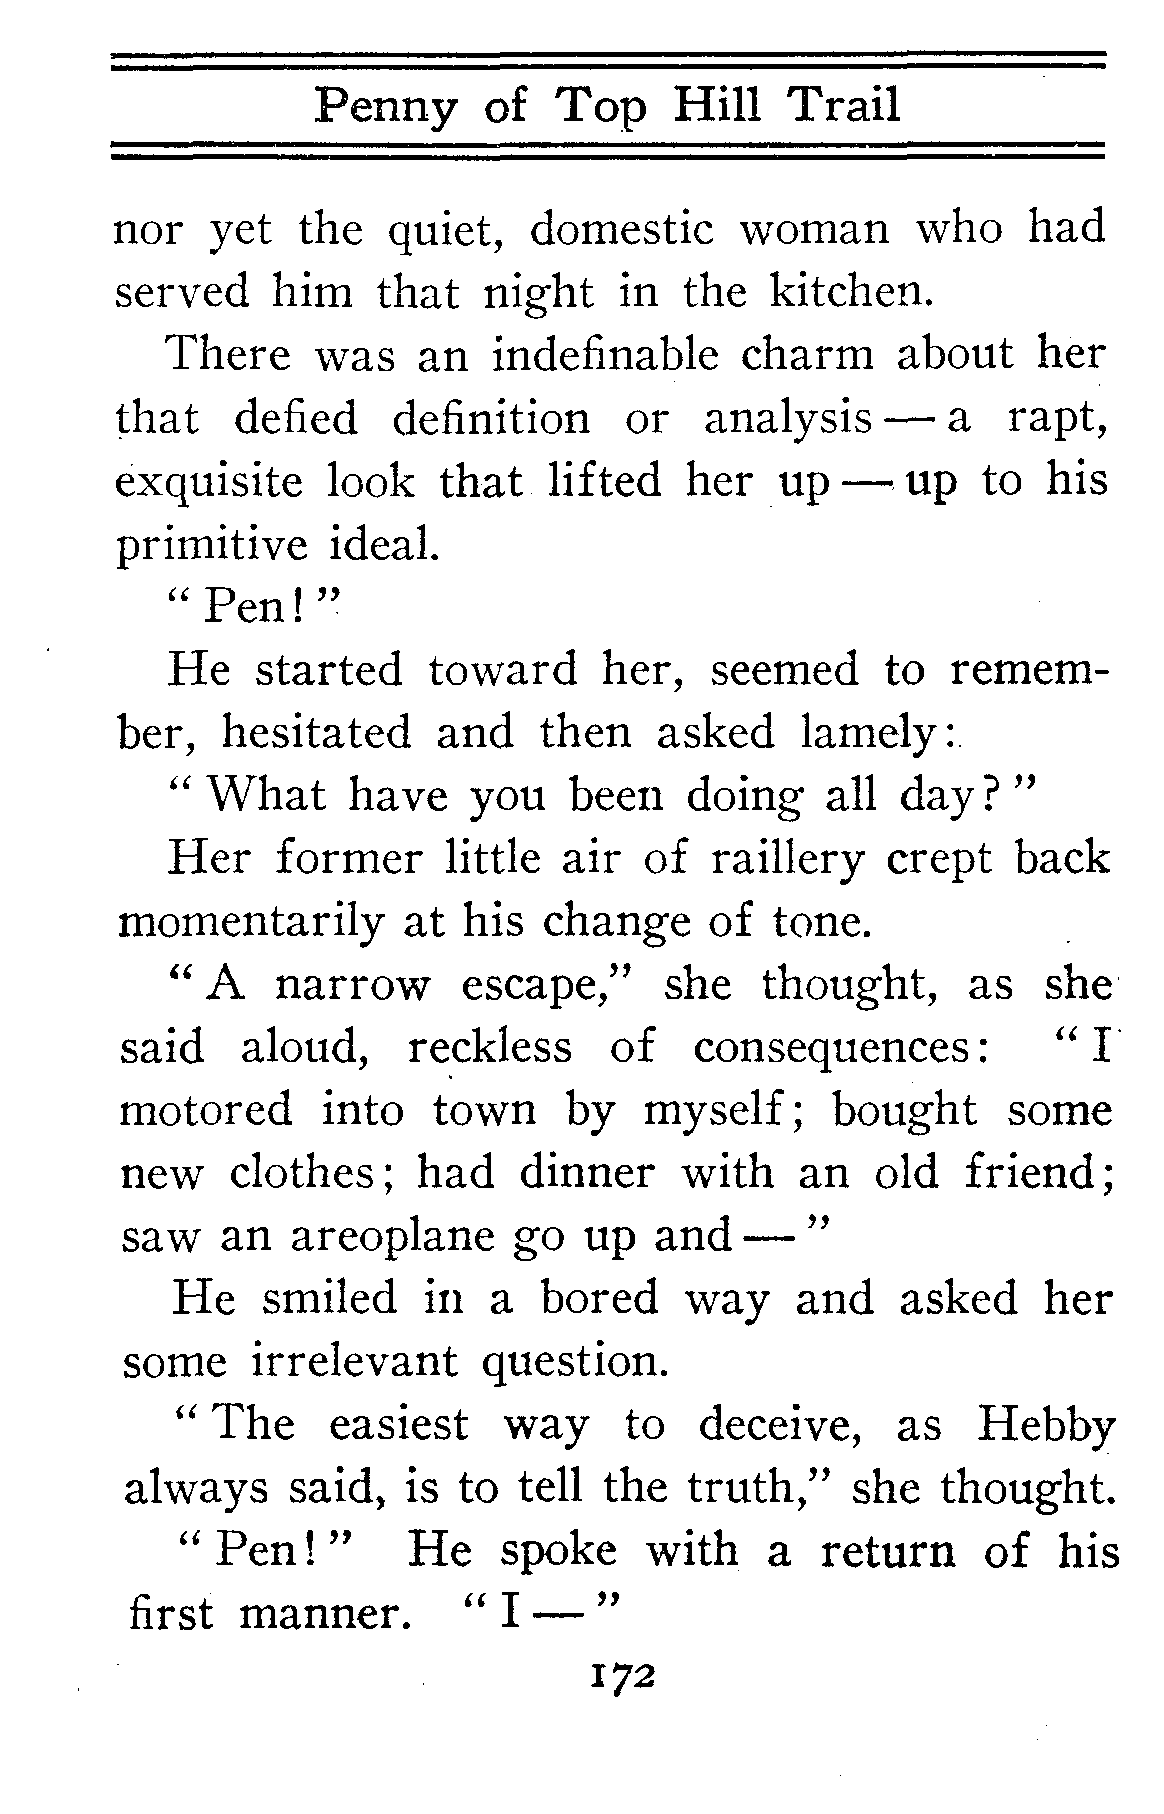 Penny of Top Hill Trail
nor yet the quiet, domestic woman who had
served him that night in the kitchen.
There was an indefinable charm about her
that defied definition or analysis — a rapt,
exquisite look that lifted her up — up to his
primitive ideal.
“ Pen! ”
He started toward her, seemed to remem-
ber, hesitated and then asked lamely:
“ What have you been doing all day? ”
Her former little air of raillery crept back
momentarily at his change of tone.
“ A narrow escape,” she thought, as she
said aloud, reckless of consequences: “ I
motored into town by myself; bought some
new clothes; had dinner with an old friend;
saw an areoplane go up and — ”
He smiled in a bored way and asked her
some irrelevant question.
“ The easiest way to deceive, as Hebby
always said, is to tell the truth,” she thought.
“ Pen! ” He spoke with a return of his
first manner. “ I — ”
172